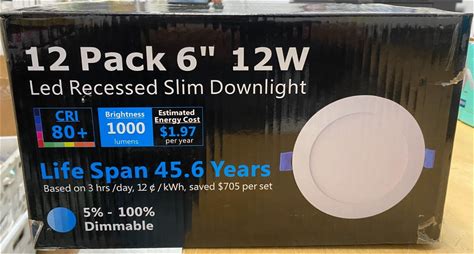 12 Pack 6" 12W
Led Recessed Slim Downlight
CRI
80+
Brightness
1000
lumens
Estimated
Energy Cost
$1.97
per year
Life Span 45.6 Years
Based on 3 hrs /day, 12 ¢ / kWh, saved $705 per set
5% - 100%
Dimmable